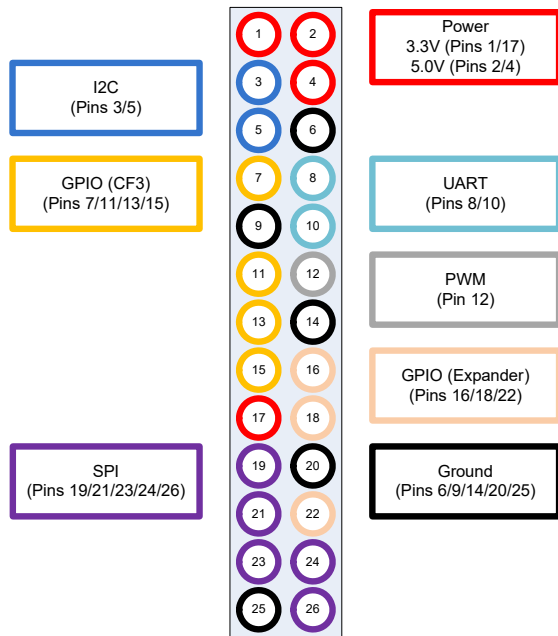 1
2
Power
3.3V (Pins 1/17)
5.0V (Pins 2/4)
I2C
(Pins 3/5)
3
4
5
6
GPIO (CF3)
(Pins 7/11/13/15)
7
8
UART
(Pins 8/10)
9
10
11
12
PWM
(Pin 12)
13
14
15
16
GPIO (Expander)
(Pins 16/18/22)
17
18
SPI
(Pins 19/21/23/24/26)
19
20
Ground
(Pins 6/9/14/20/25)
21
22
23
24
25
26